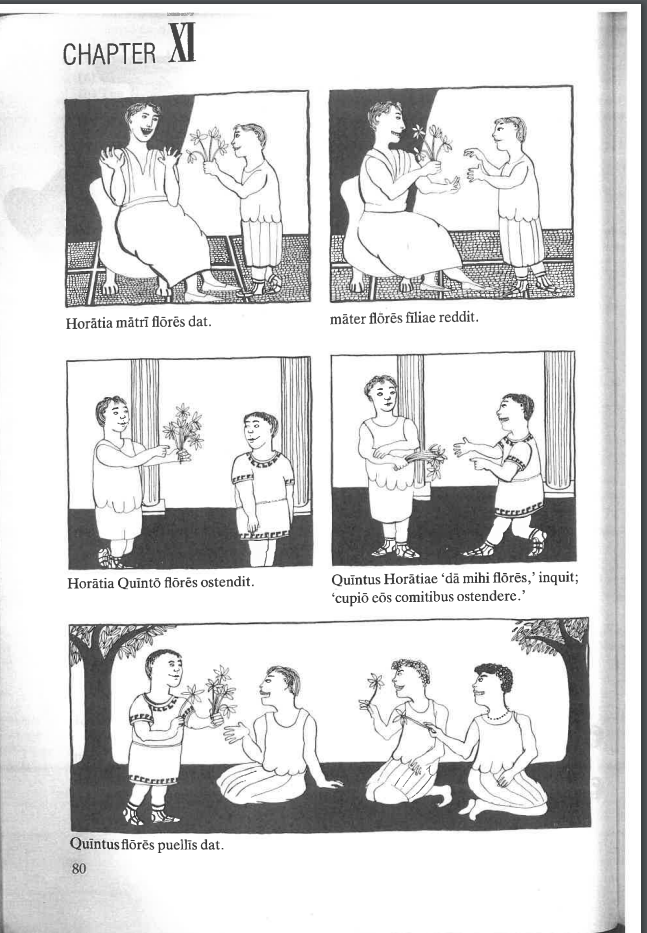 CHAPTER XI
Horātia mātrī flōrēs dat.
māter flōrēs fīliae reddit.
Horātia Quīntō flōrēs ostendit.
Quīntus Horātiae ‘dā mihi flōrēs,’ inquit;
‘cupiō eōs comitibus ostendere.’
Quīntus flōrēs puellīs dat.
80